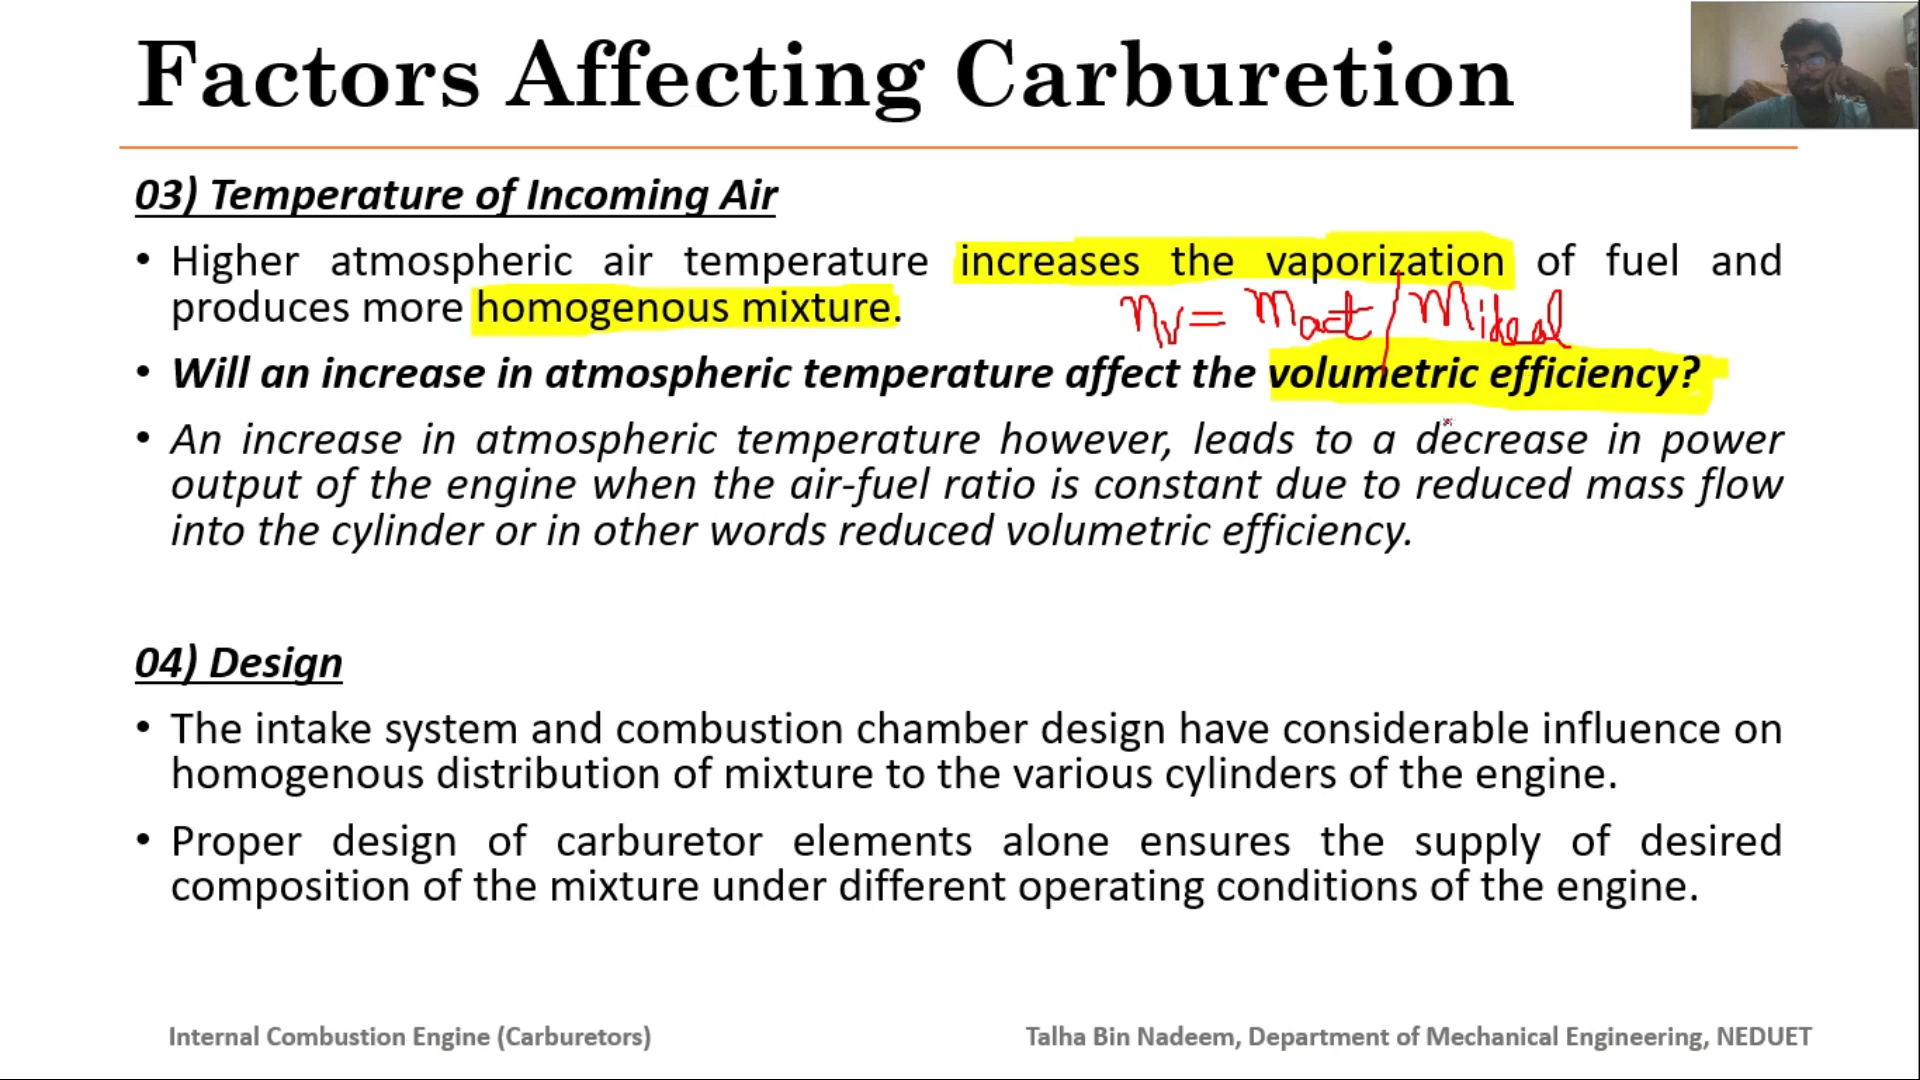 Factors Affecting Carburetion
03) Temperature of Incoming Air
• Higher atmospheric air temperature increases the vaporization of fuel and
produces more homogenous mixture.
ηv = mact / mideal
• Will an increase in atmospheric temperature affect the volumetric efficiency?
• An increase in atmospheric temperature however, leads to a decrease in power
output of the engine when the air-fuel ratio is constant due to reduced mass flow
into the cylinder or in other words reduced volumetric efficiency.
04) Design
• The intake system and combustion chamber design have considerable influence on
homogenous distribution of mixture to the various cylinders of the engine.
• Proper design of carburetor elements alone ensures the supply of desired
composition of the mixture under different operating conditions of the engine.
Internal Combustion Engine (Carburetors)
Talha Bin Nadeem, Department of Mechanical Engineering, NEDUET